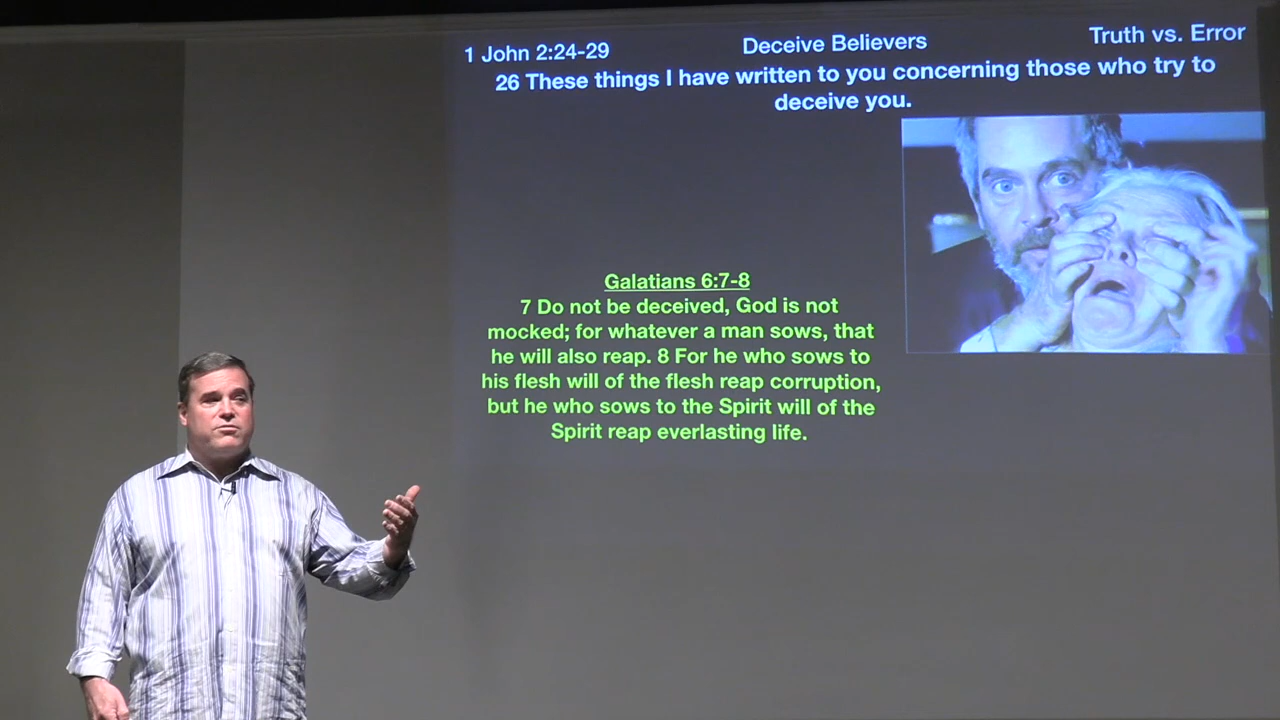 1 John 2:24-29 Deceive Believers Truth vs. Error
26 These things I have written to you concerning those who try to
deceive you.
Galatians 6:7-8
7 Do not be deceived, God is not
mocked; for whatever a man sows, that
he will also reap. 8 For he who sows to
his flesh will of the flesh reap corruption,
but he who sows to the Spirit will of the
Spirit reap everlasting life.